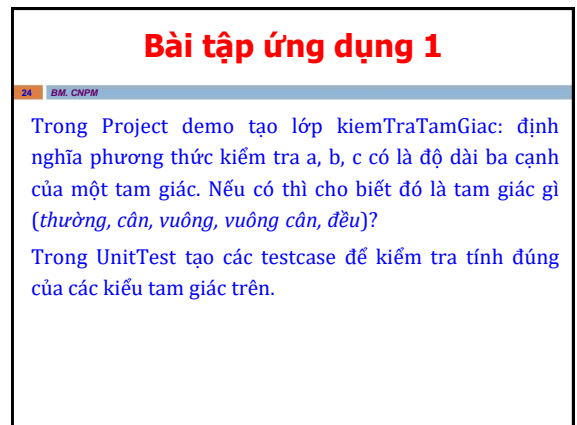 Bài tập ứng dụng 1
24 BM. CNPM
Trong Project demo tạo lớp kiemTraTamGiac: định
nghĩa phương thức kiểm tra a, b, c có là độ dài ba cạnh
của một tam giác. Nếu có thì cho biết đó là tam giác gì
(thường, cân, vuông, vuông cân, đều)?
Trong UnitTest tạo các testcase để kiểm tra tính đúng
của các kiểu tam giác trên.